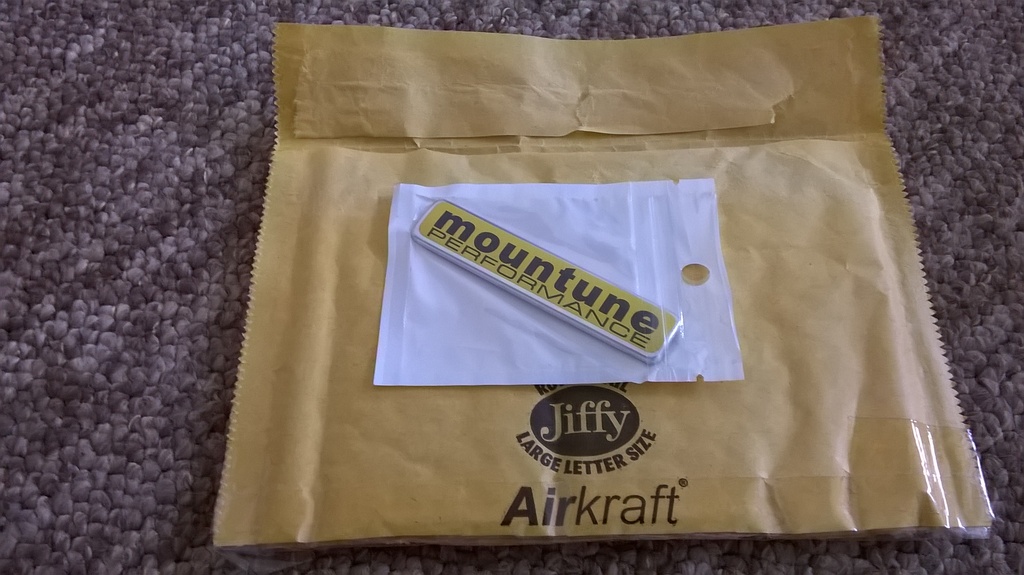 mountune
PERFORMANCE
Jiffy
LARGE LETTER SIZE
Airkraft®